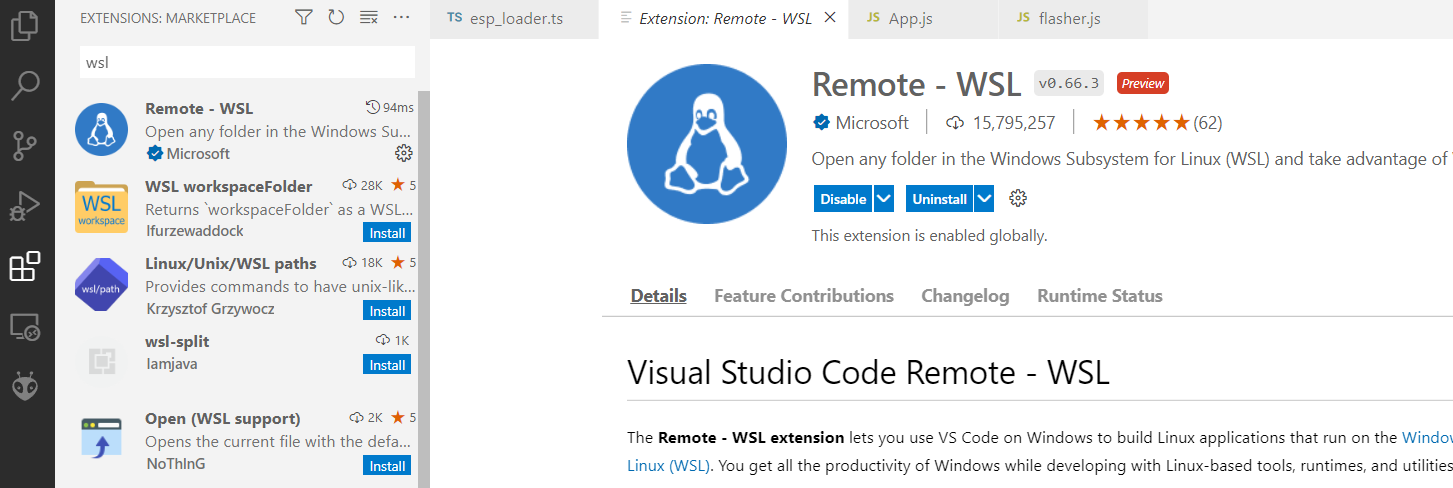 EXTENSIONS: MARKETPLACE
wsl
Remote - WSL 94ms
Open any folder in the Windows Su...
Microsoft
WSL
workspace
WSL workspaceFolder 28K 5
Returns `workspaceFolder` as a WSL...
lfurzewaddock
Install
wsl/path
Linux/Unix/WSL paths 18K 5
Provides commands to have unix-lik...
Krzysztof Grzywocz
Install
wsl-split 1K
Iamjava
Install
Open (WSL support) 2K 5
Opens the current file with the defa...
NoThInG
Install
TS esp_loader.ts
Extension: Remote - WSL
JS App.js
JS flasher.js
Remote - WSL v0.66.3 Preview
Microsoft 15,795,257 (62)
Open any folder in the Windows Subsystem for Linux (WSL) and take advantage of
Disable Uninstall
This extension is enabled globally.
Details Feature Contributions Changelog Runtime Status
Visual Studio Code Remote - WSL
The Remote - WSL extension lets you use VS Code on Windows to build Linux applications that run on the Windo
Linux (WSL). You get all the productivity of Windows while developing with Linux-based tools, runtimes, and utilities